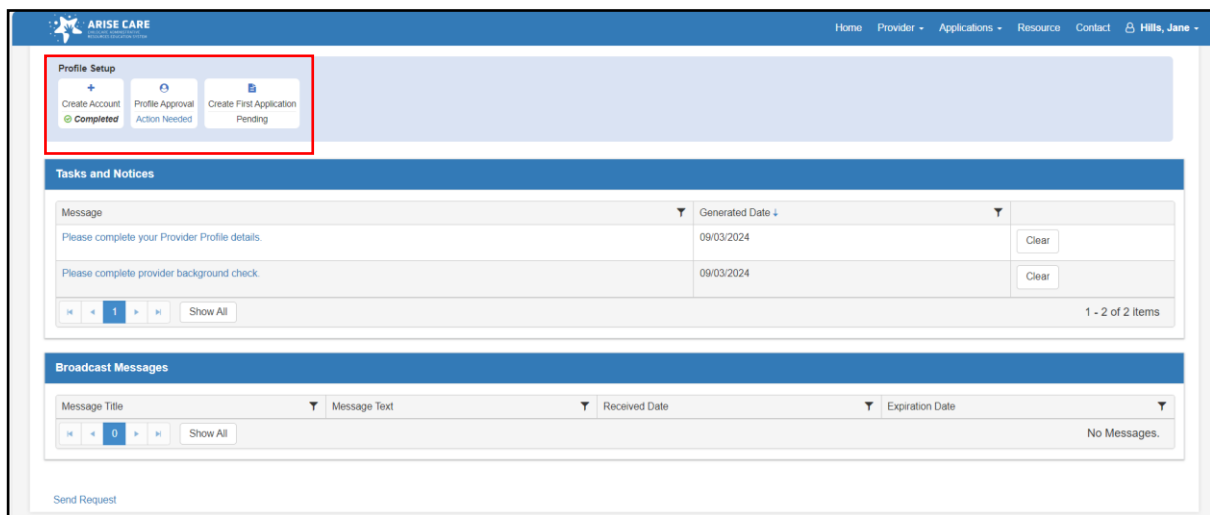 ARISE CARE
Home Provider Applications Resource Contact Hills, Jane
Profile Setup
Create Account Profile Approval Create First Application
Completed Action Needed Pending
Tasks and Notices
Message Generated Date
Please complete your Provider Profile details. 09/03/2024 Clear
Please complete provider background check. 09/03/2024 Clear
1 Show All 1 - 2 of 2 items
Broadcast Messages
Message Title Message Text Received Date Expiration Date
0 Show All No Messages.
Send Request